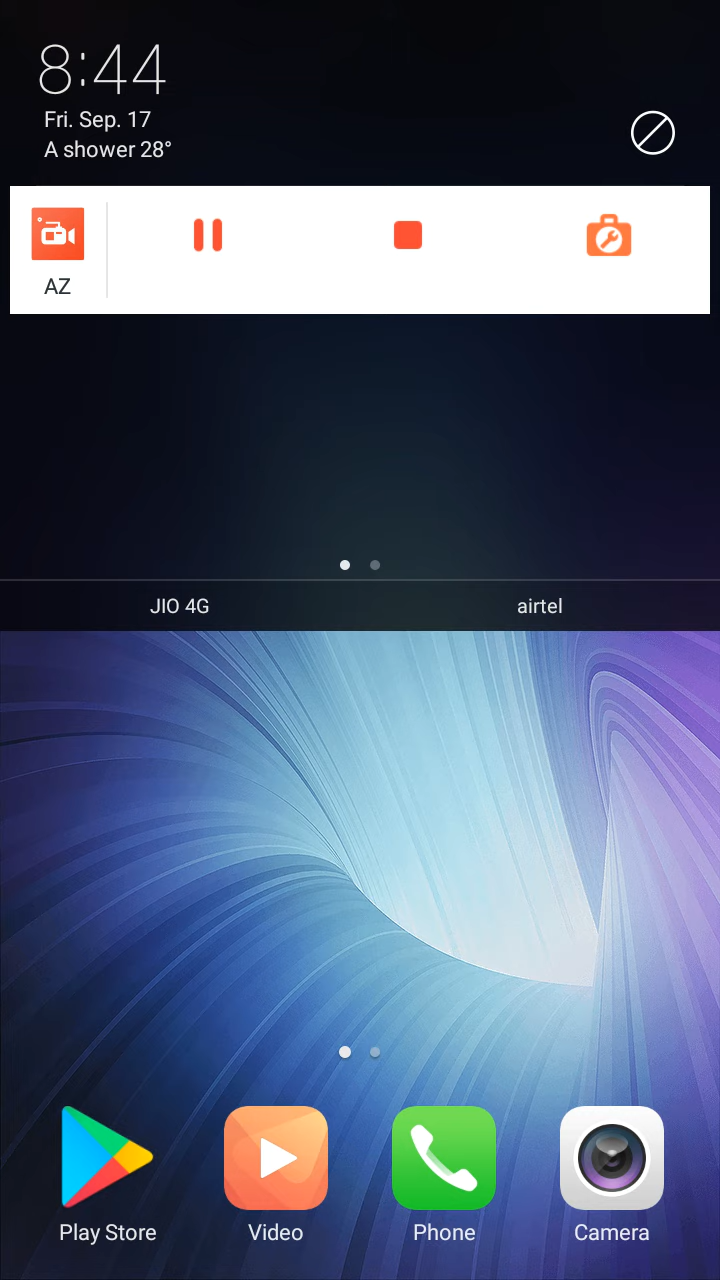 8:44
Fri. Sep. 17
A shower 28°
AZ
JIO 4G
airtel
Play Store
Video
Phone
Camera